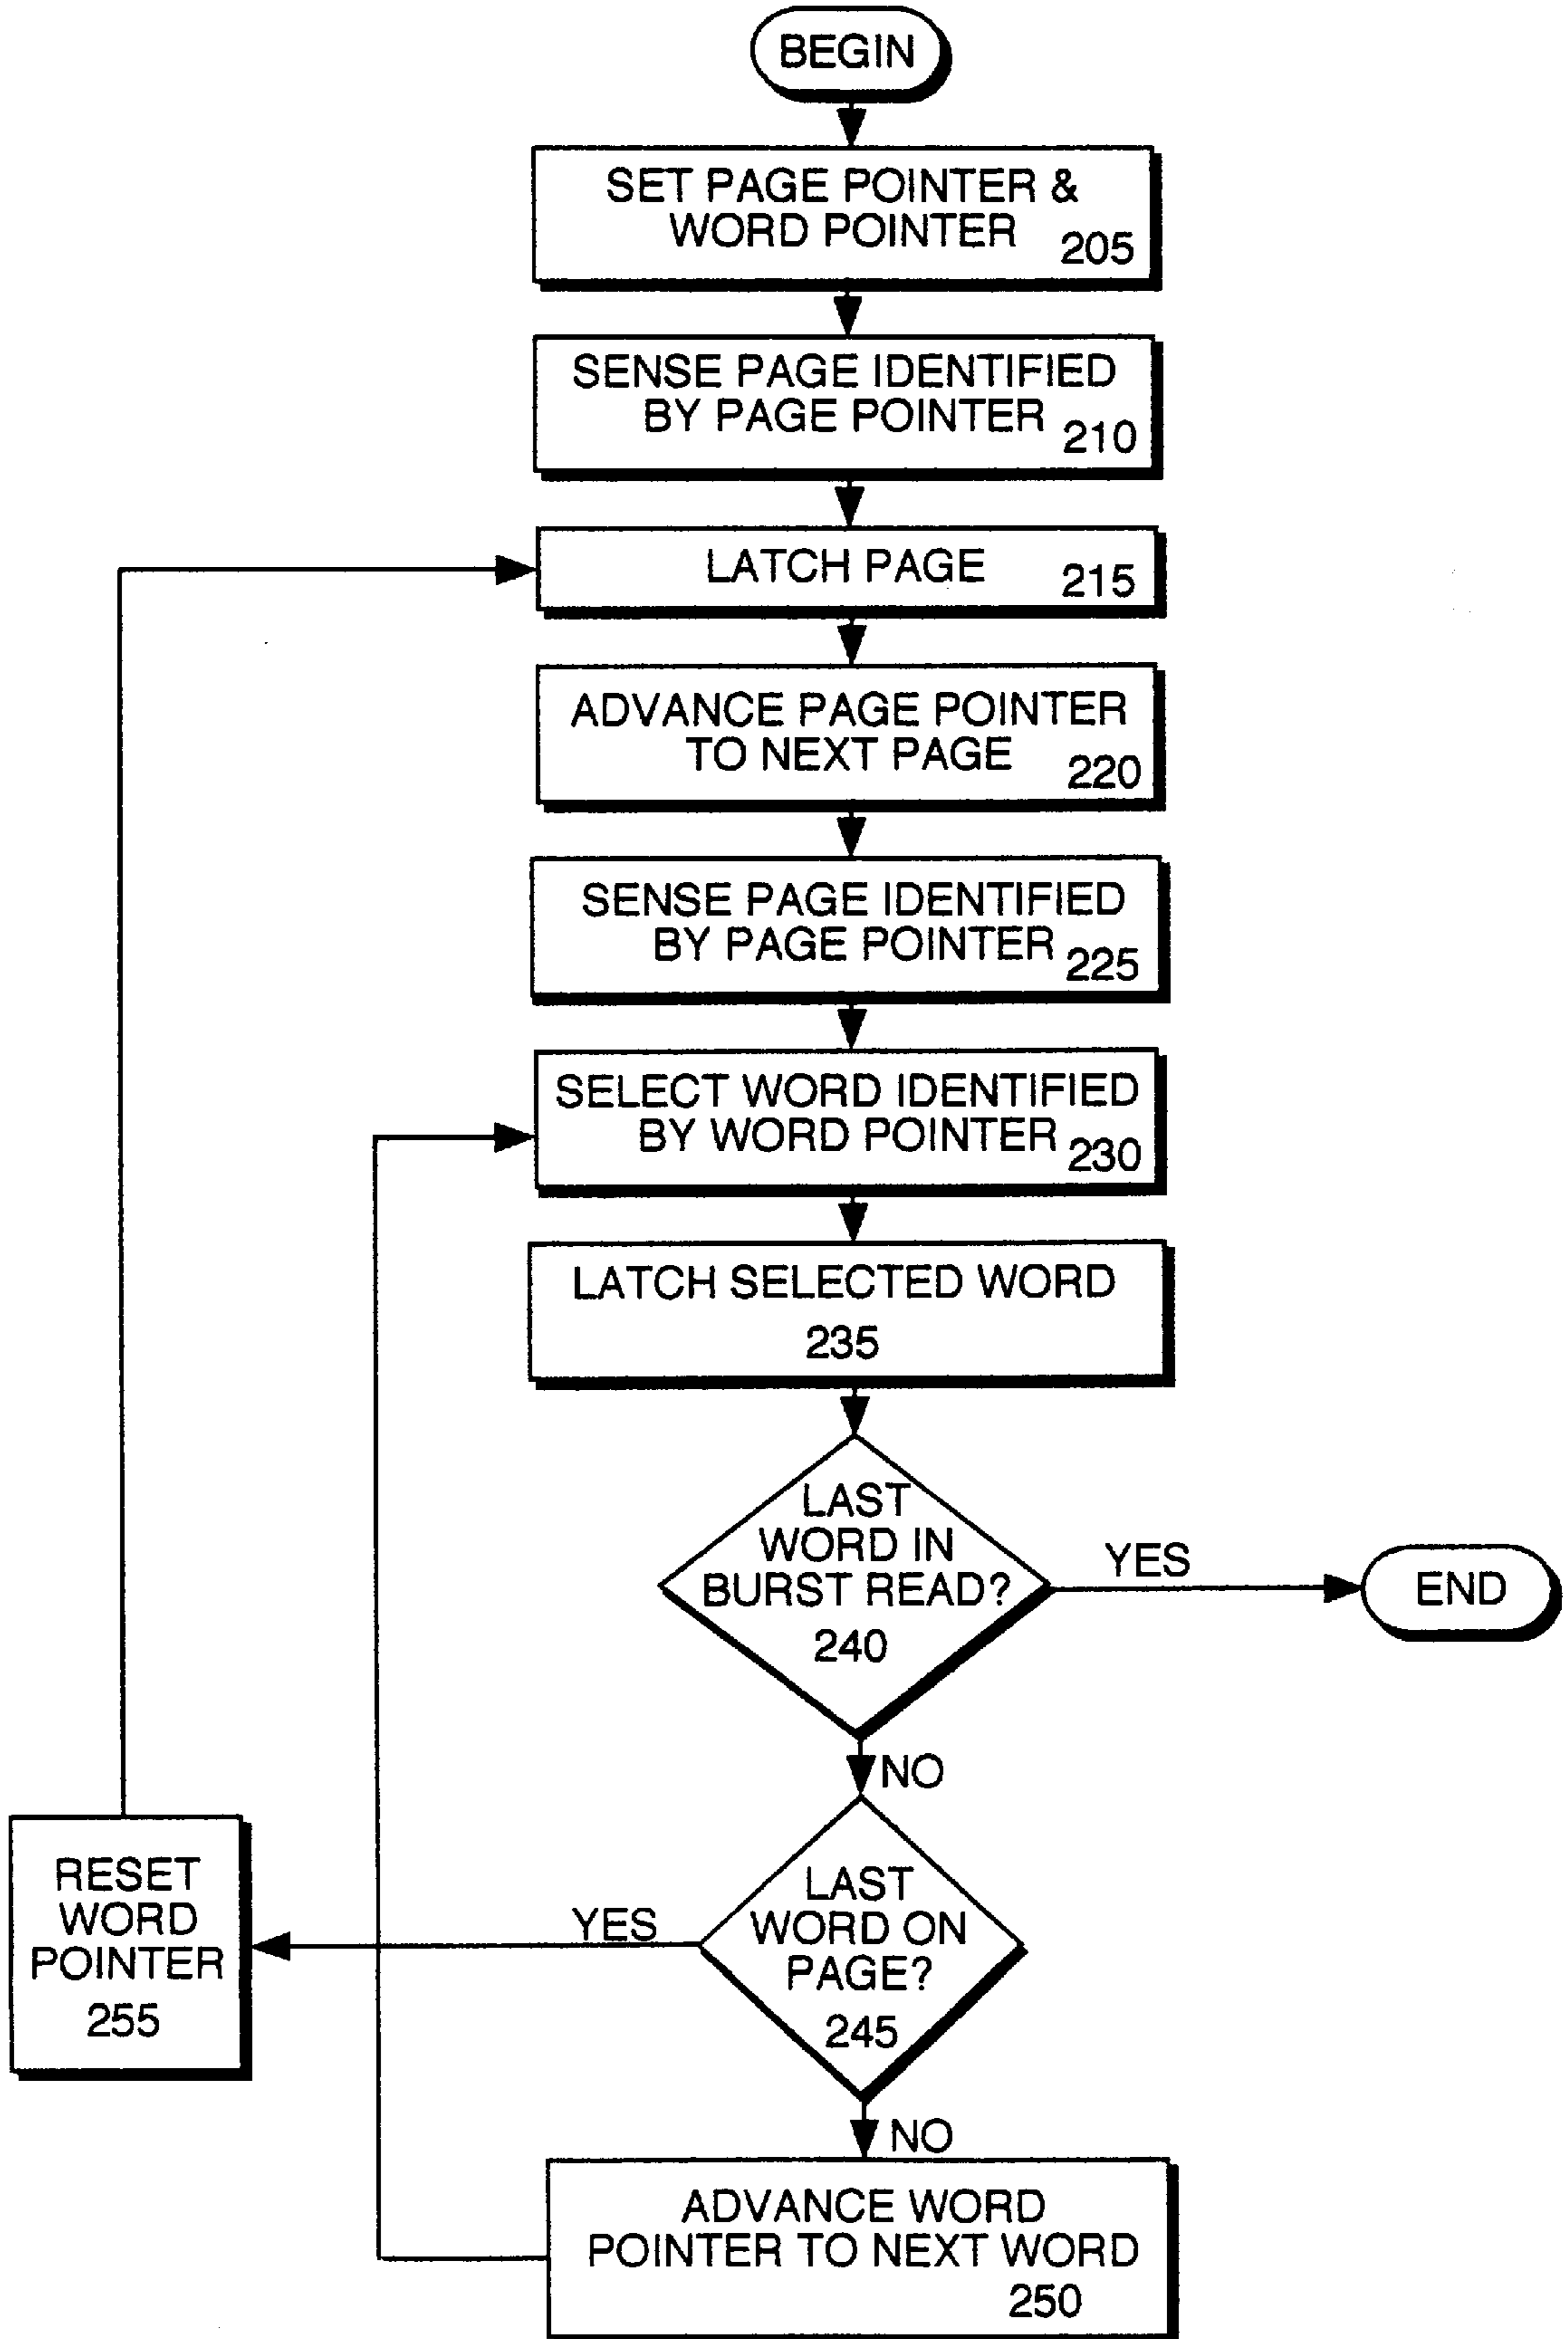 BEGIN
SET PAGE POINTER &
WORD POINTER
205
SENSE PAGE IDENTIFIED
BY PAGE POINTER
210
LATCH PAGE
215
ADVANCE PAGE POINTER
TO NEXT PAGE
220
SENSE PAGE IDENTIFIED
BY PAGE POINTER
225
SELECT WORD IDENTIFIED
BY WORD POINTER
230
LATCH SELECTED WORD
235
LAST
WORD IN
BURST READ?
240
YES
END
NO
LAST
WORD ON
PAGE?
245
YES
RESET
WORD
POINTER
255
NO
ADVANCE WORD
POINTER TO NEXT WORD
250